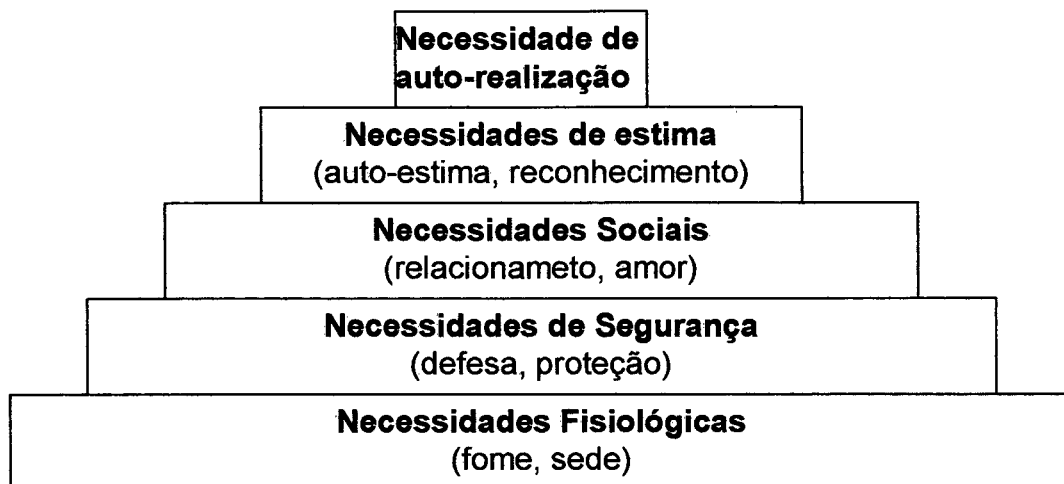 Necessidade de
auto-realização
Necessidades de estima
(auto-estima, reconhecimento)
Necessidades Sociais
(relacionameto, amor)
Necessidades de Segurança
(defesa, proteção)
Necessidades Fisiológicas
(fome, sede)